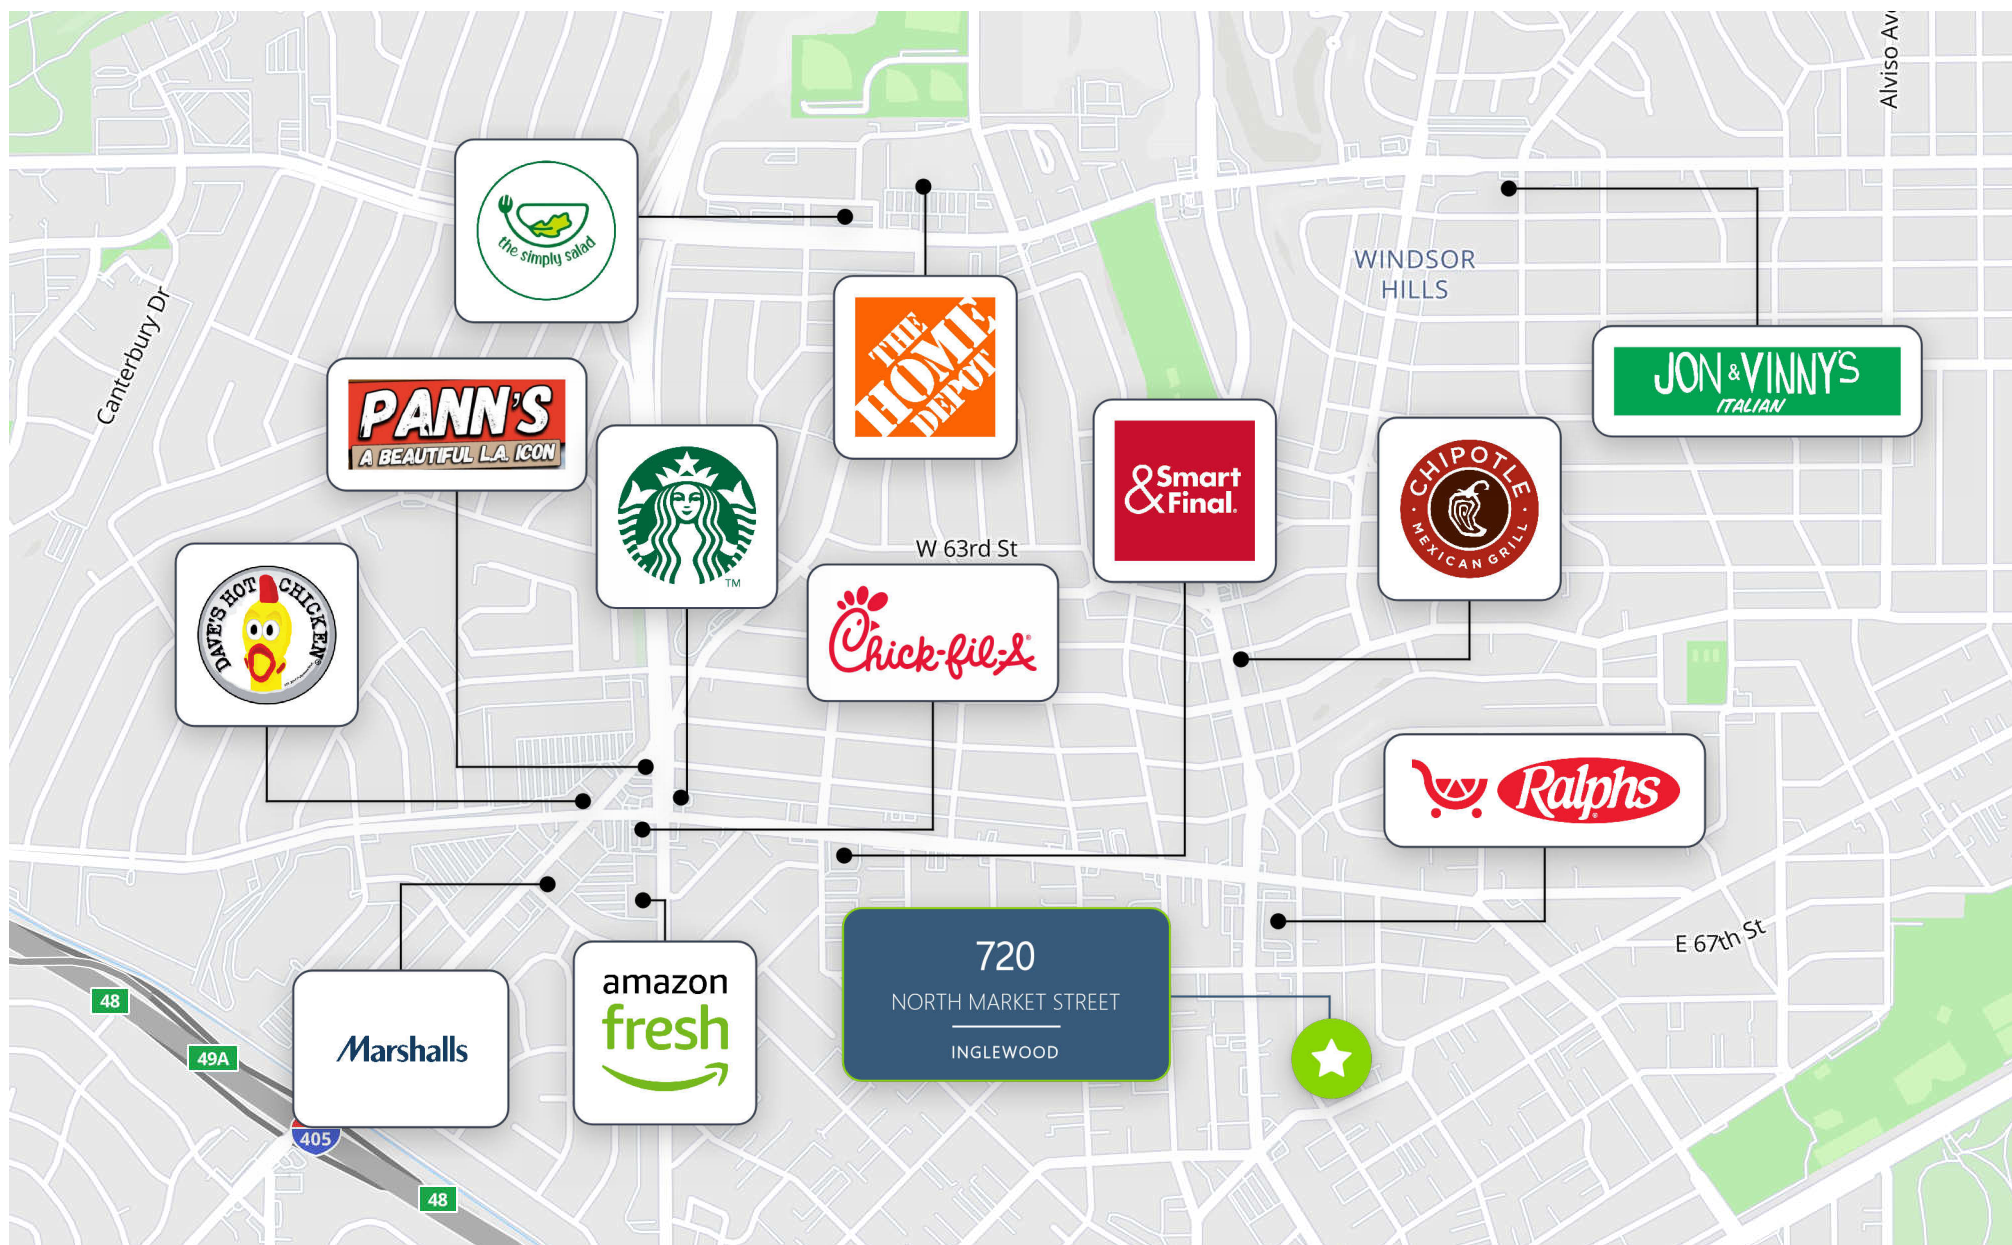 Alviso Ave
the simply salad
WINDSOR
HILLS
Canterbury Dr
THE
HOME
DEPOT
JON & VINNY'S
ITALIAN
PANN'S
A BEAUTIFUL L.A. ICON
&Smart
Final.
CHIPOTLE
MEXICAN GRILL
TM
W 63rd St
DAVE'S HOT CHICKEN
Chick-fil-A
Ralphs
E 67th St
720
NORTH MARKET STREET
INGLEWOOD
amazon
fresh
Marshalls
48
49A
405
48